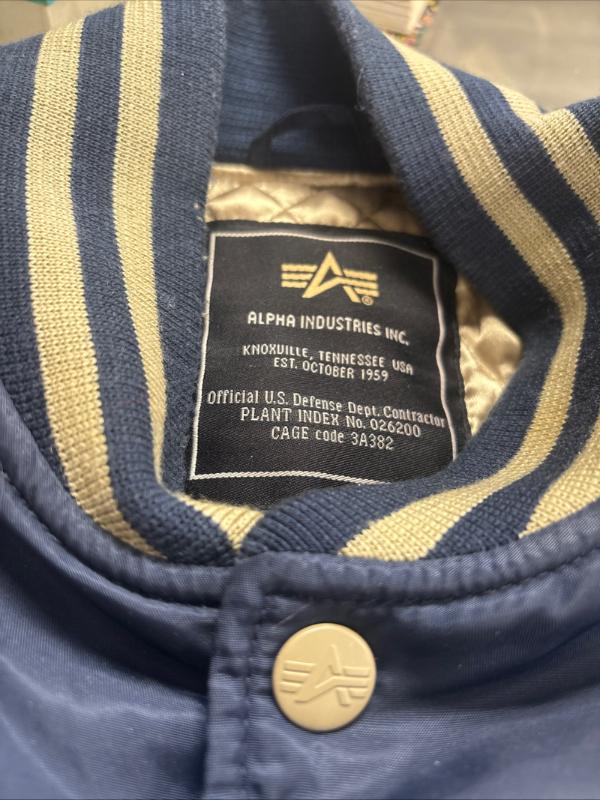 ALPHA INDUSTRIES INC.
KNOXVILLE, TENNESSEE USA
EST. OCTOBER 1959
Official U.S. Defense Dept. Contractor
PLANT INDEX No. 026200
CAGE code 3A382